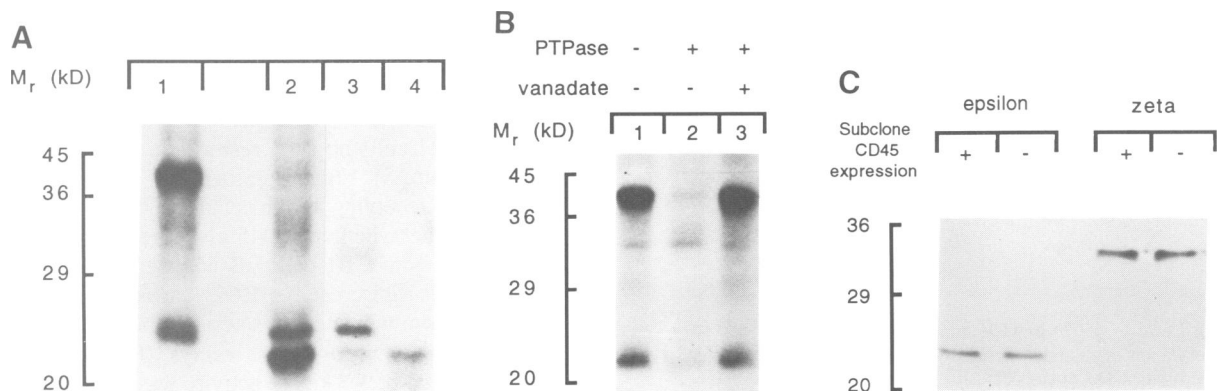 A
M_r (kD)
1 2 3 4
45
36
29
20
B
PTPase - + +
vanadate - - +
M_r (kD) 1 2 3
45
36
29
20
C
epsilon zeta
Subclone
CD45
expression
+ - + -
36
29
20